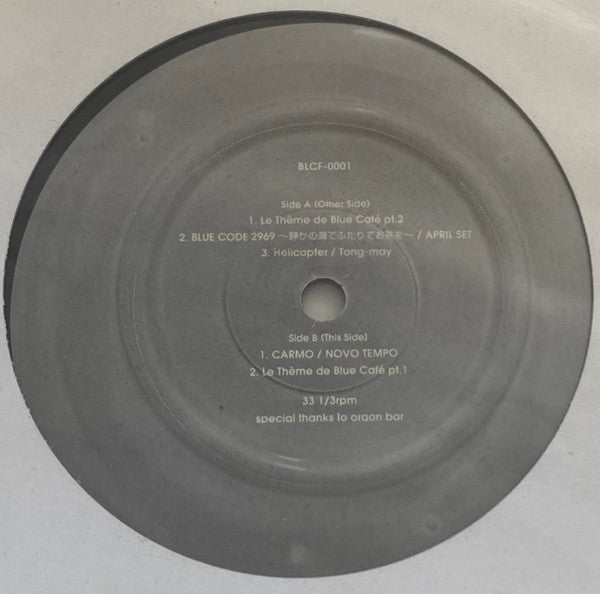 BLCF-0001
Side A (Other Side)
1. Le Thème de Blue Café pt.2
2. BLUE CODE 2969 ～静かの海でふたりでお茶を～ / APRIL SET
3. Helicopter / Tong-may
Side B (This Side)
1. CARMO / NOVO TEMPO
2. Le Thème de Blue Café pt.1
33 1/3rpm
special thanks to organ bar